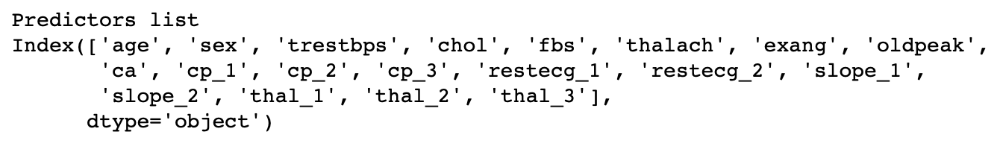 Predictors list
Index(['age', 'sex', 'trestbps', 'chol', 'fbs', 'thalach', 'exang', 'oldpeak',
'ca', 'cp_1', 'cp_2', 'cp_3', 'restecg_1', 'restecg_2', 'slope_1',
'slope_2', 'thal_1', 'thal_2', 'thal_3'],
dtype='object')